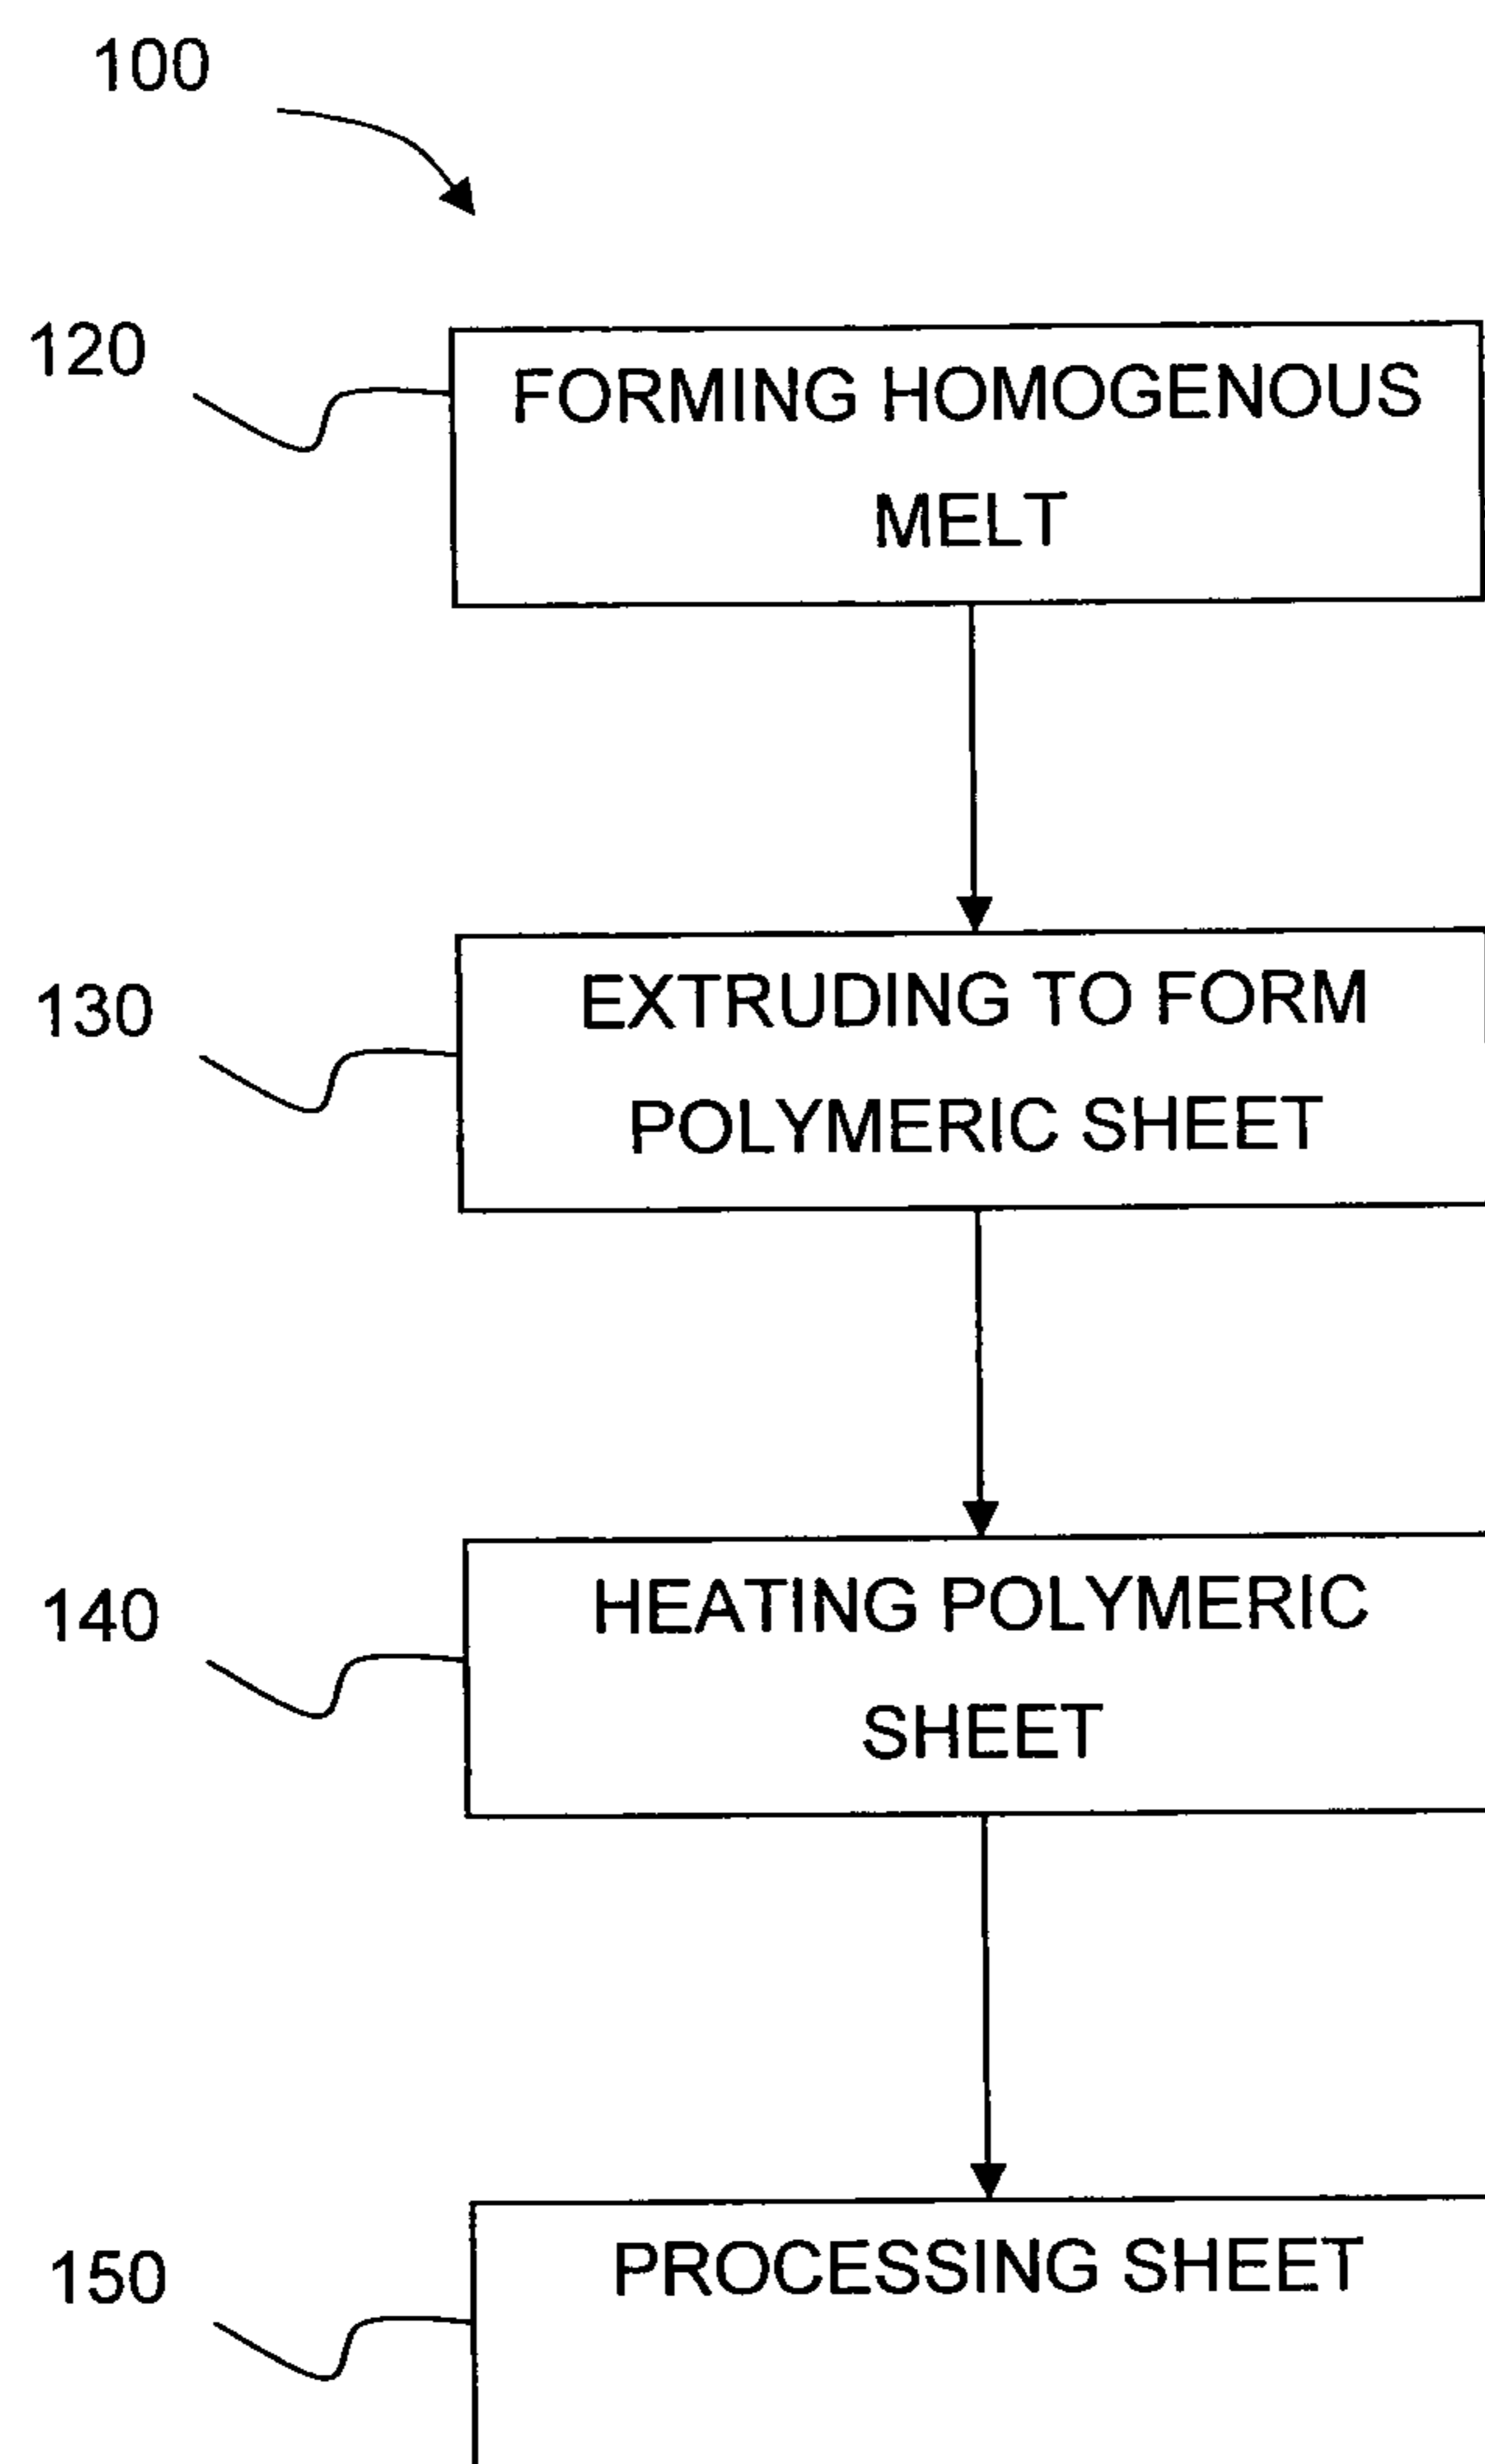 100
120
FORMING HOMOGENOUS
MELT
130
EXTRUDING TO FORM
POLYMERIC SHEET
140
HEATING POLYMERIC
SHEET
150
PROCESSING SHEET